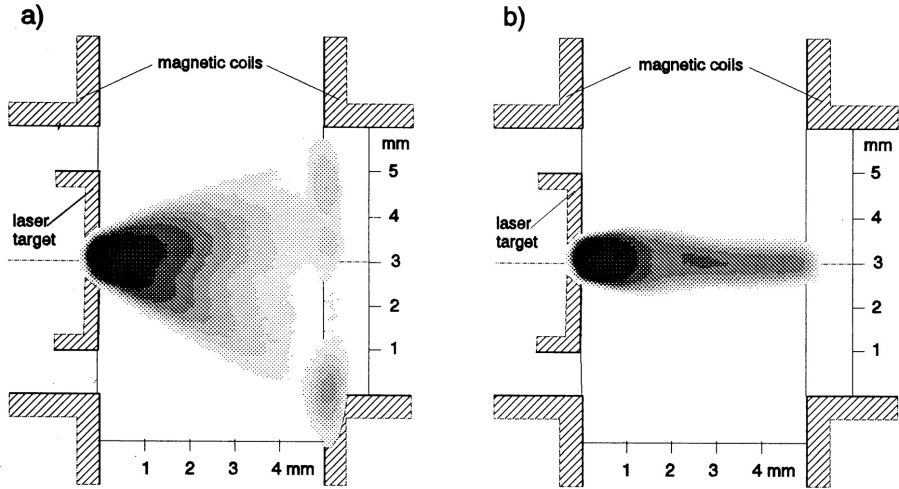 a)
magnetic coils
mm
5
4
3
2
1
laser
target
1 2 3 4 mm
b)
magnetic coils
mm
5
4
3
2
1
laser
target
1 2 3 4 mm